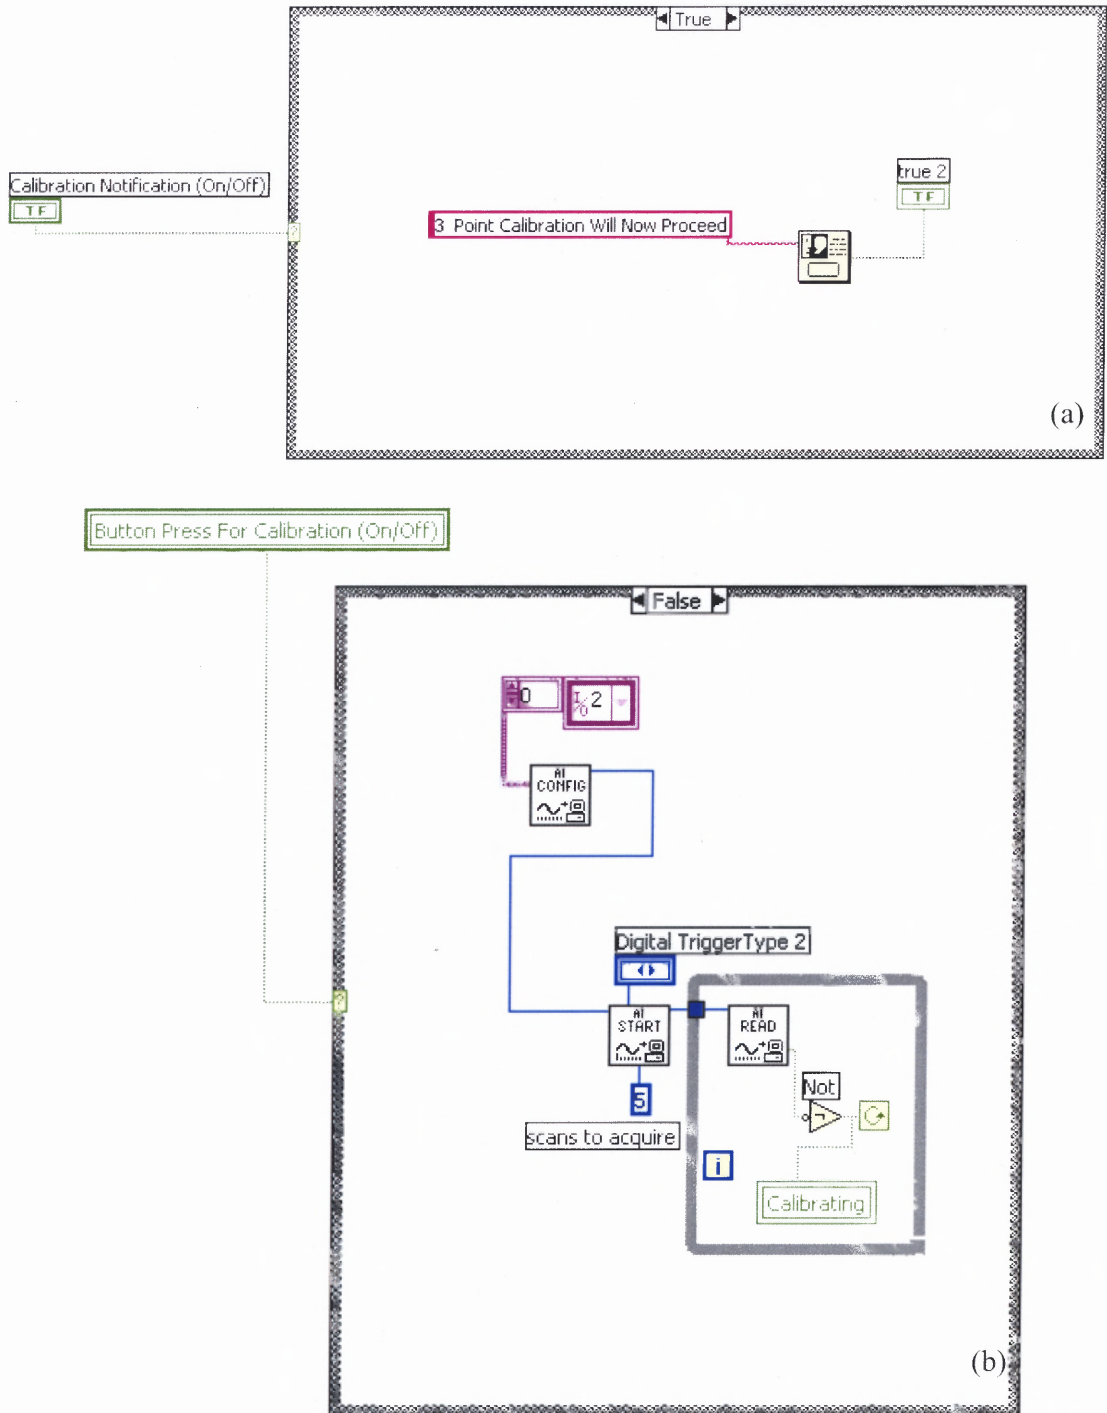 True
Calibration Notification (On/Off)
TF
?
3 Point Calibration Will Now Proceed
true 2
TF
(a)
Button Press For Calibration (On/Off)
False
0
I/O 2
AI
CONFIG
Digital TriggerType 2
?
AI
START
AI
READ
5
Not
scans to acquire
i
Calibrating
(b)